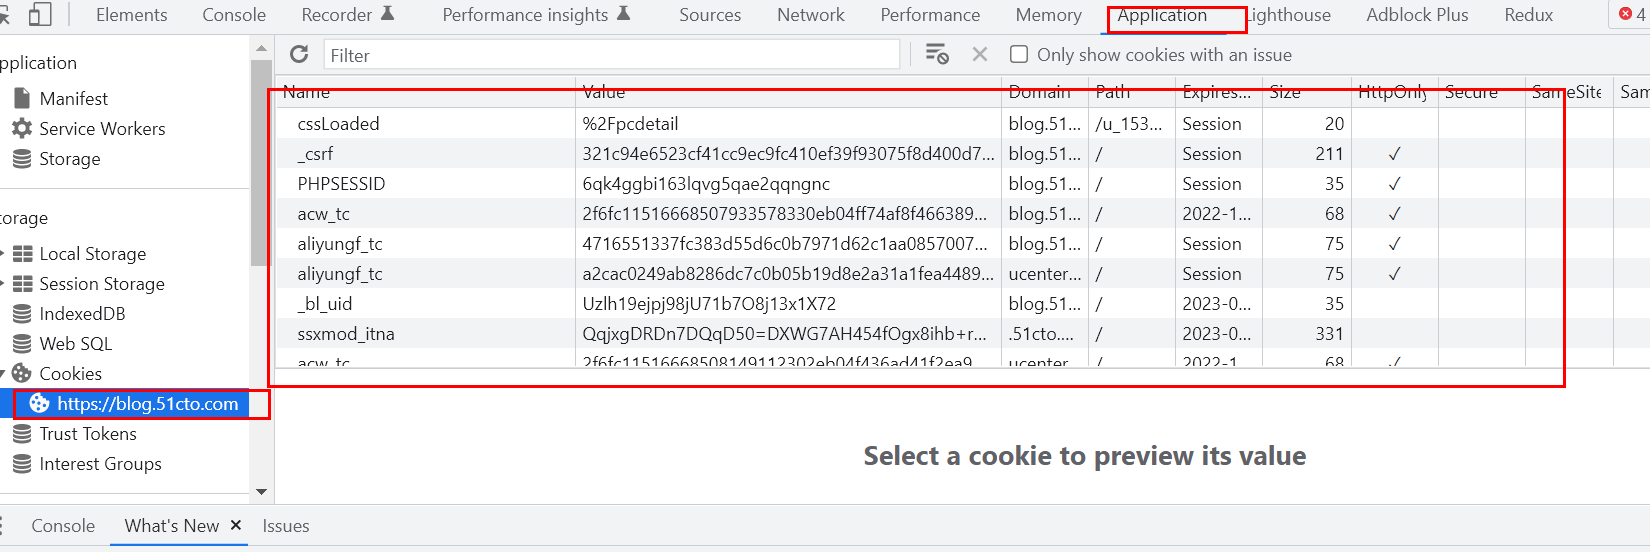 Elements Console Recorder Performance insights Sources Network Performance Memory Application Lighthouse Adblock Plus Redux 4
Filter Only show cookies with an issue
pplication
Manifest
Service Workers
Storage
torage
Local Storage
Session Storage
IndexedDB
Web SQL
Cookies
https://blog.51cto.com
Trust Tokens
Interest Groups
Name Value Domain Path Expires... Size HttpOnly Secure SameSite Sam
cssLoaded %2Fpcdetail blog.51... /u_153... Session 20
_csrf 321c94e6523cf41cc9ec9fc410ef39f93075f8d400d7... blog.51... / Session 211 ✓
PHPSESSID 6qk4ggbi163lqvg5qae2qqngnc blog.51... / Session 35 ✓
acw_tc 2f6fc11516668507933578330eb04ff74af8f466389... blog.51... / 2022-1... 68 ✓
aliyungf_tc 4716551337fc383d55d6c0b7971d62c1aa0857007... blog.51... / Session 75 ✓
aliyungf_tc a2cac0249ab8286dc7c0b05b19d8e2a31a1fea4489... ucenter... / Session 75 ✓
_bl_uid Uzlh19ejpj98jU71b7O8j13x1X72 blog.51... / 2023-0... 35
ssxmod_itna QqjxgDRDn7DQqD50=DXWG7AH454fOgx8ihb+r... .51cto.... / 2023-0... 331
acw_tc 2f6fc11516668508149112302eb04f436ad41f2ea9... ucenter... / 2022-1... 68 ✓
Select a cookie to preview its value
Console What's New × Issues